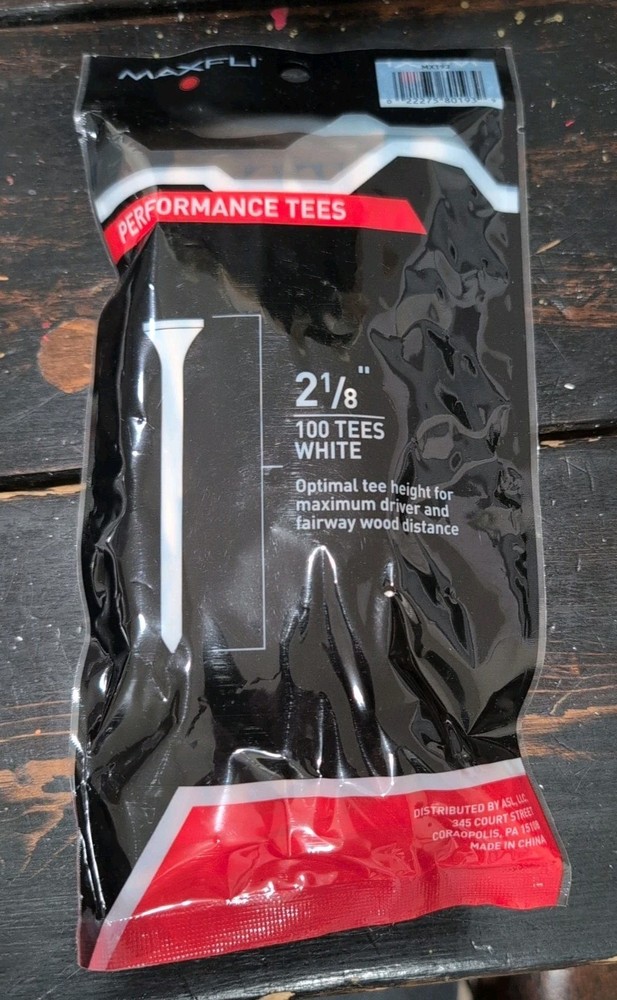 MAXFLI
PERFORMANCE TEES
2 1/8"
100 TEES
WHITE
Optimal tee height for
maximum driver and
fairway wood distance
DISTRIBUTED BY ASL, LLC
345 COURT STREET
CORAOPOLIS, PA 15108
MADE IN CHINA